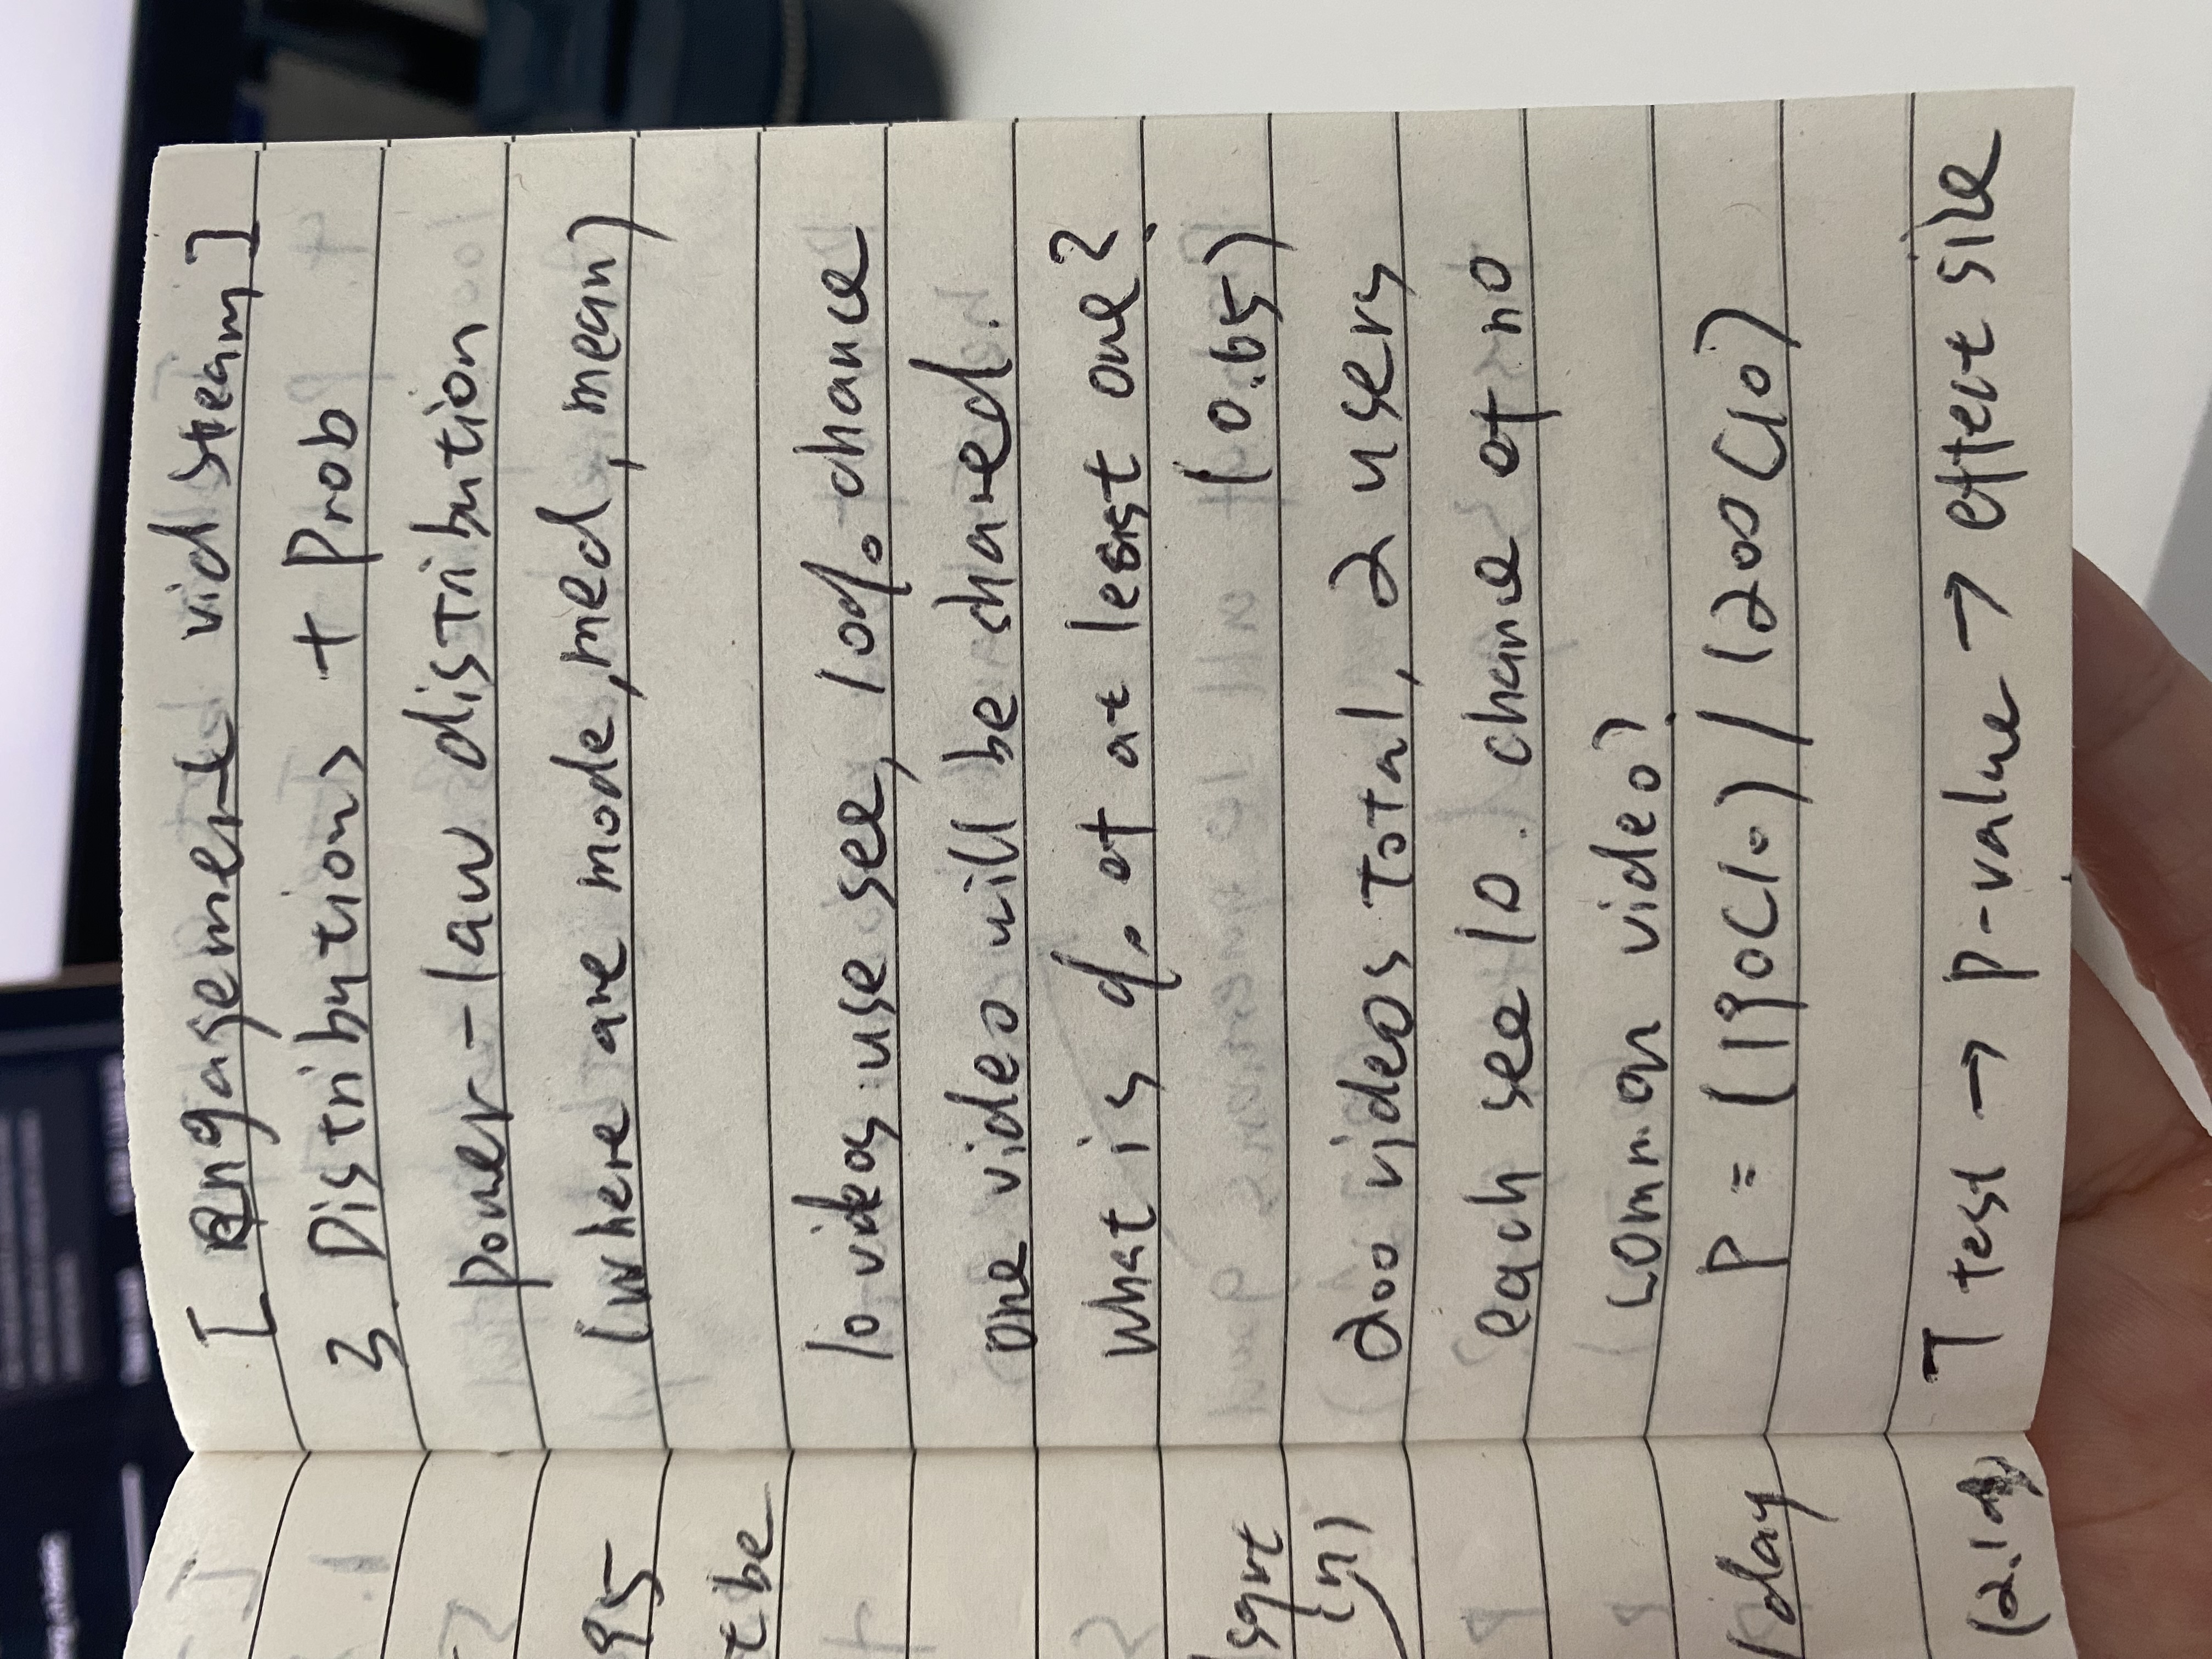 [ engagement vid steam ]
3. Distributions + Prob
power-law distribution
(where are mode, med, mean)
10 videos use see, 10% chance
one video will be shared.
what is % of at least one?
(0.65)
200 videos total, 2 users
each see 10. chance of no
common video?
P = (190C10) / (200C10)
T test → p-value → effect size
95
t be
sqrt
(n)
/day